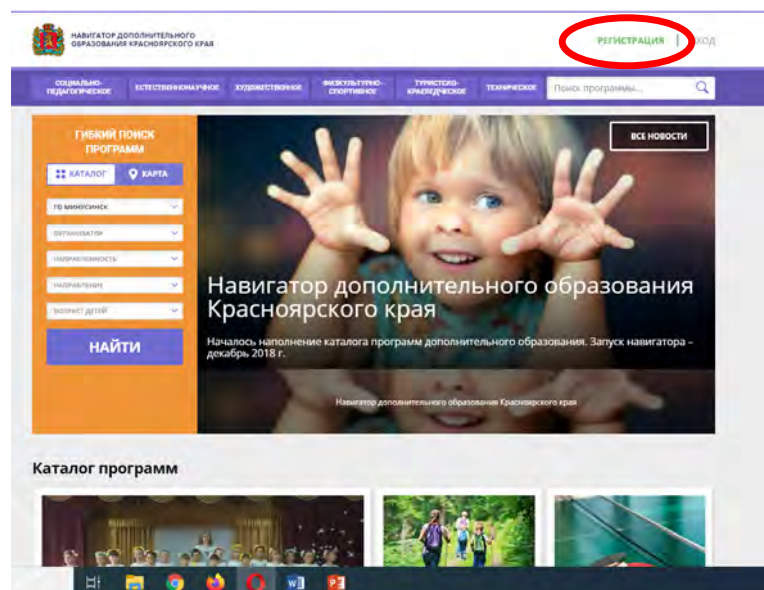 НАВИГАТОР ДОПОЛНИТЕЛЬНОГО
ОБРАЗОВАНИЯ КРАСНОЯРСКОГО КРАЯ
РЕГИСТРАЦИЯ
ХОД
СОЦИАЛЬНО-
ПЕДАГОГИЧЕСКОЕ
ЕСТЕСТВЕННОНАУЧНОЕ
ХУДОЖЕСТВЕННОЕ
ФИЗКУЛЬТУРНО-
СПОРТИВНОЕ
ТУРИСТСКО-
КРАЕВЕДЧЕСКОЕ
ТЕХНИЧЕСКОЕ
Поиск программы...
ГИБКИЙ ПОИСК
ПРОГРАММ
КАТАЛОГ
КАРТА
ГО МИНУСИНСК
ОРГАНИЗАТОР
НАПРАВЛЕННОСТЬ
НАПРАВЛЕНИЕ
ВОЗРАСТ ДЕТЕЙ
НАЙТИ
ВСЕ НОВОСТИ
Навигатор дополнительного образования
Красноярского края
Началось наполнение каталога программ дополнительного образования. Запуск навигатора –
декабрь 2018 г.
Навигатор дополнительного образования Красноярского края
Каталог программ